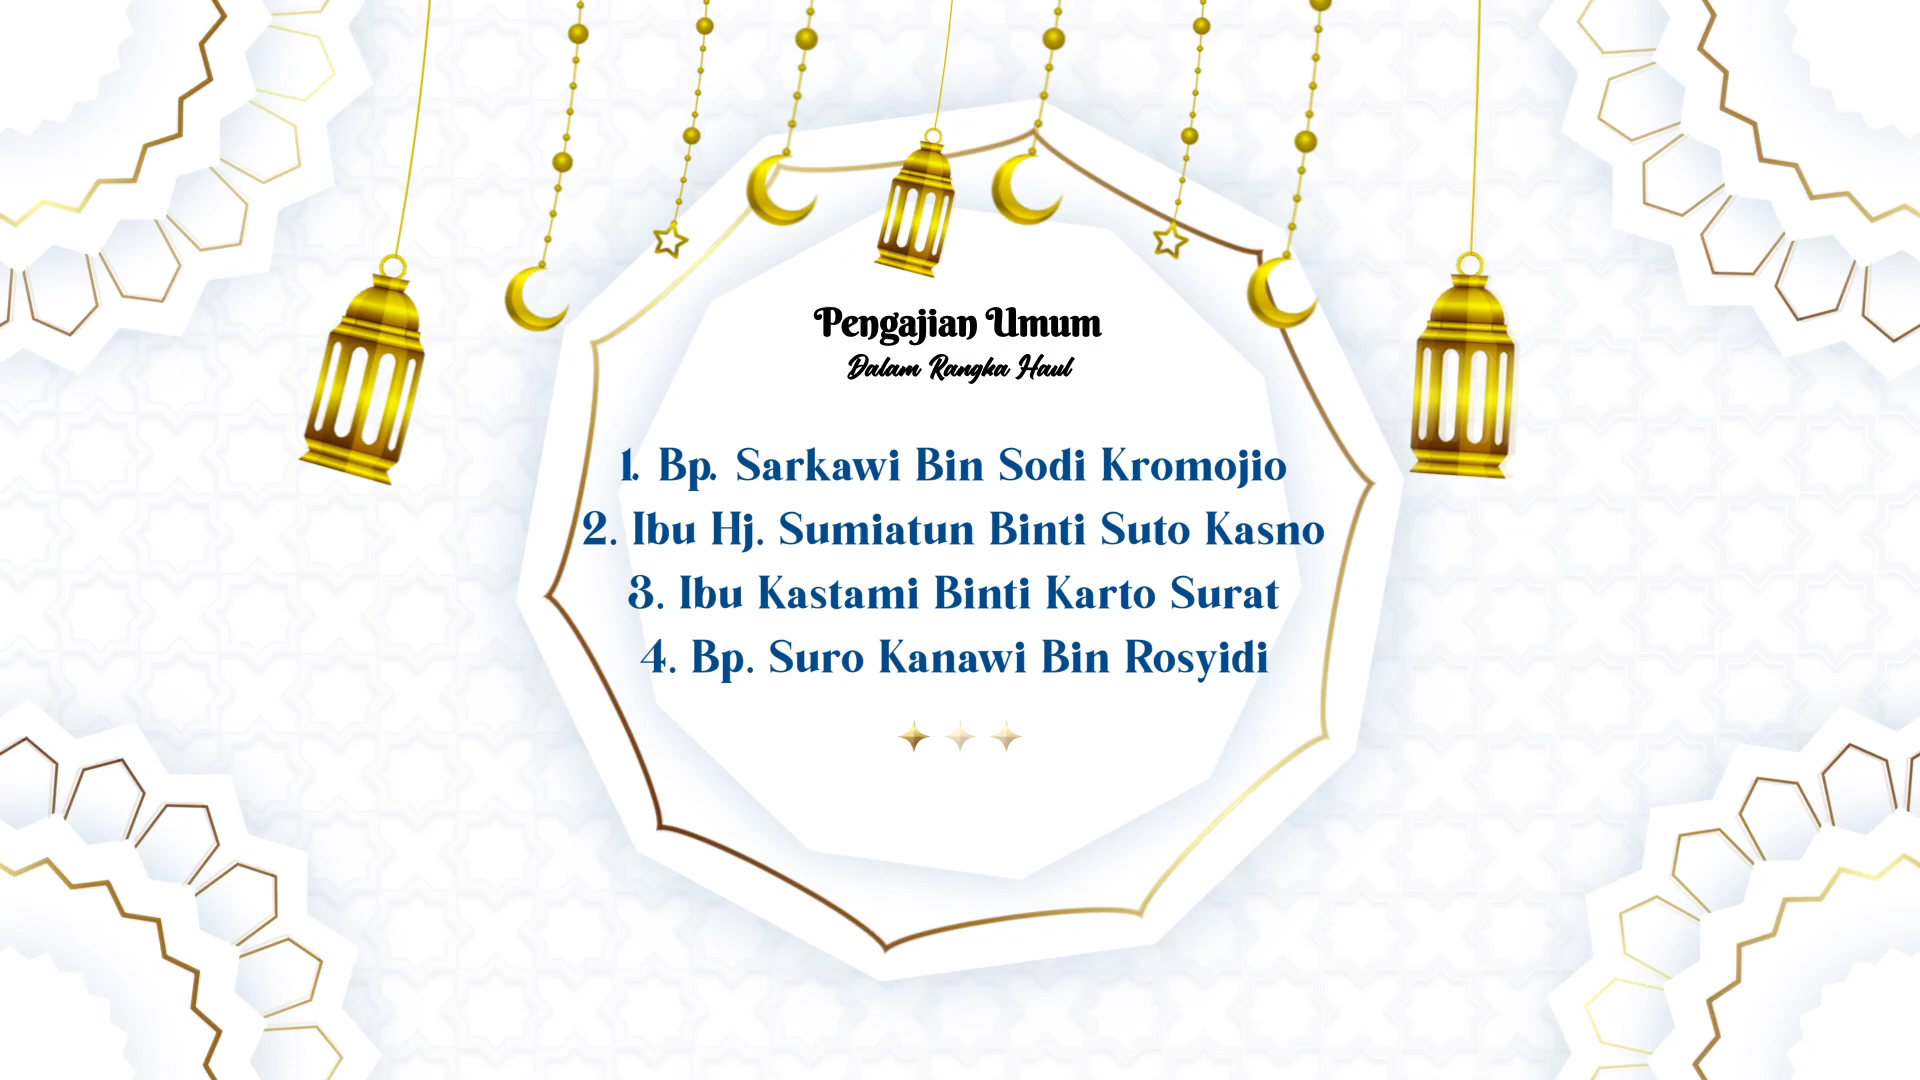 Pengajian Umum
Dalam Rangka Haul
1. Bp. Sarkawi Bin Sodi Kromojio
2. Ibu Hj. Sumiatun Binti Suto Kasno
3. Ibu Kastami Binti Karto Surat
4. Bp. Suro Kanawi Bin Rosyidi